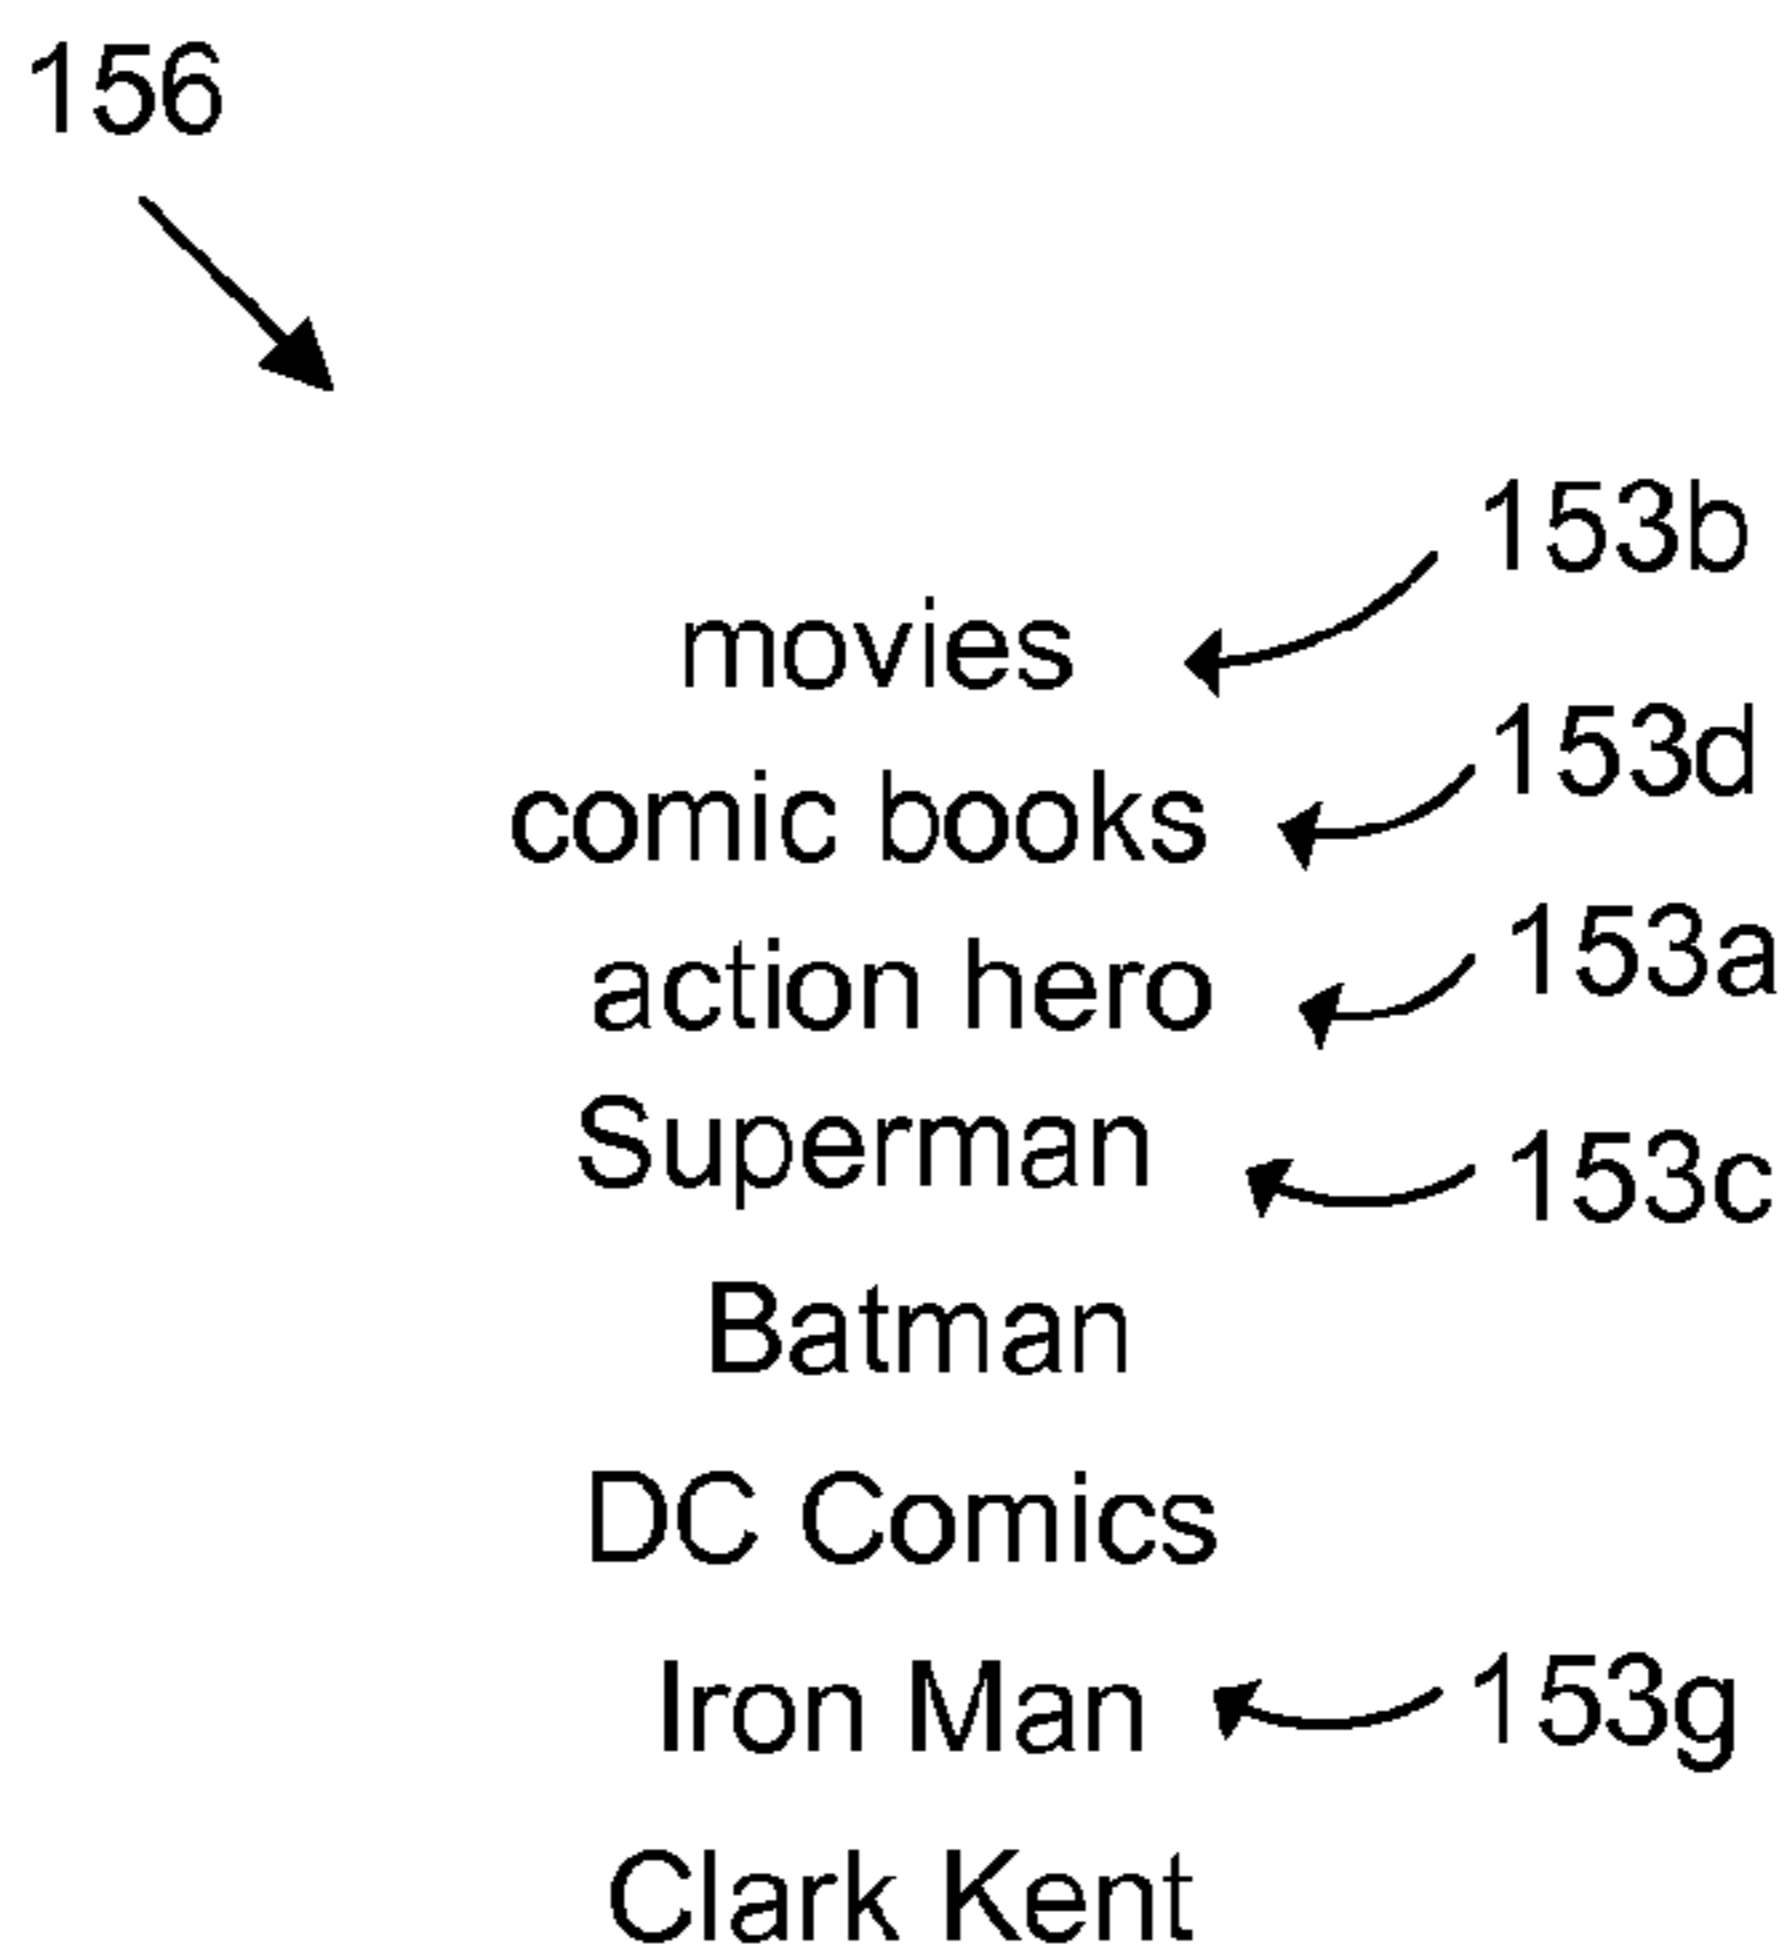 156
153b
movies
153d
comic books
153a
action hero
Superman
153c
Batman
DC Comics
Iron Man
153g
Clark Kent